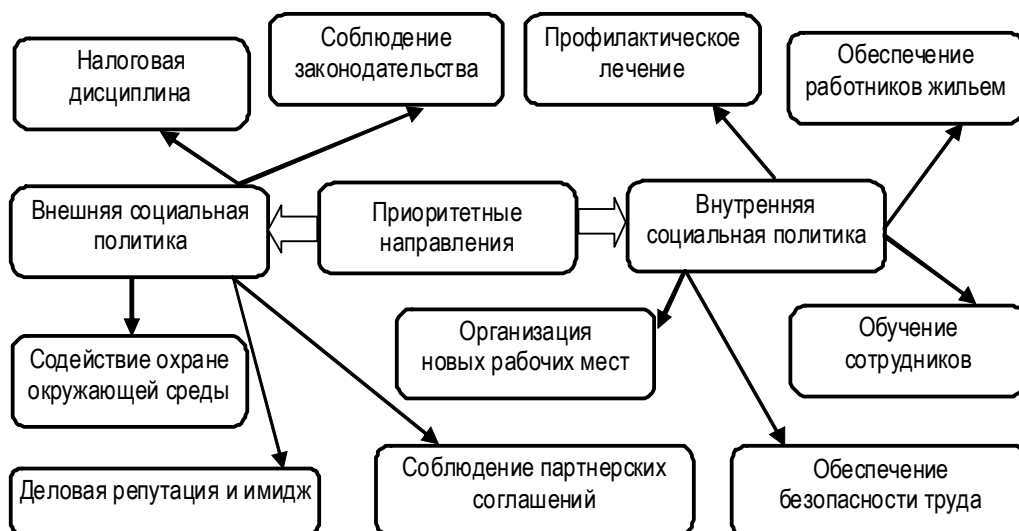 Налоговая
дисциплина
Соблюдение
законодательства
Профилактическое
лечение
Обеспечение
работников жильем
Внешняя социальная
политика
Приоритетные
направления
Внутренняя
социальная политика
Содействие охране
окружающей среды
Организация
новых рабочих мест
Обучение
сотрудников
Деловая репутация и имидж
Соблюдение партнерских
соглашений
Обеспечение
безопасности труда